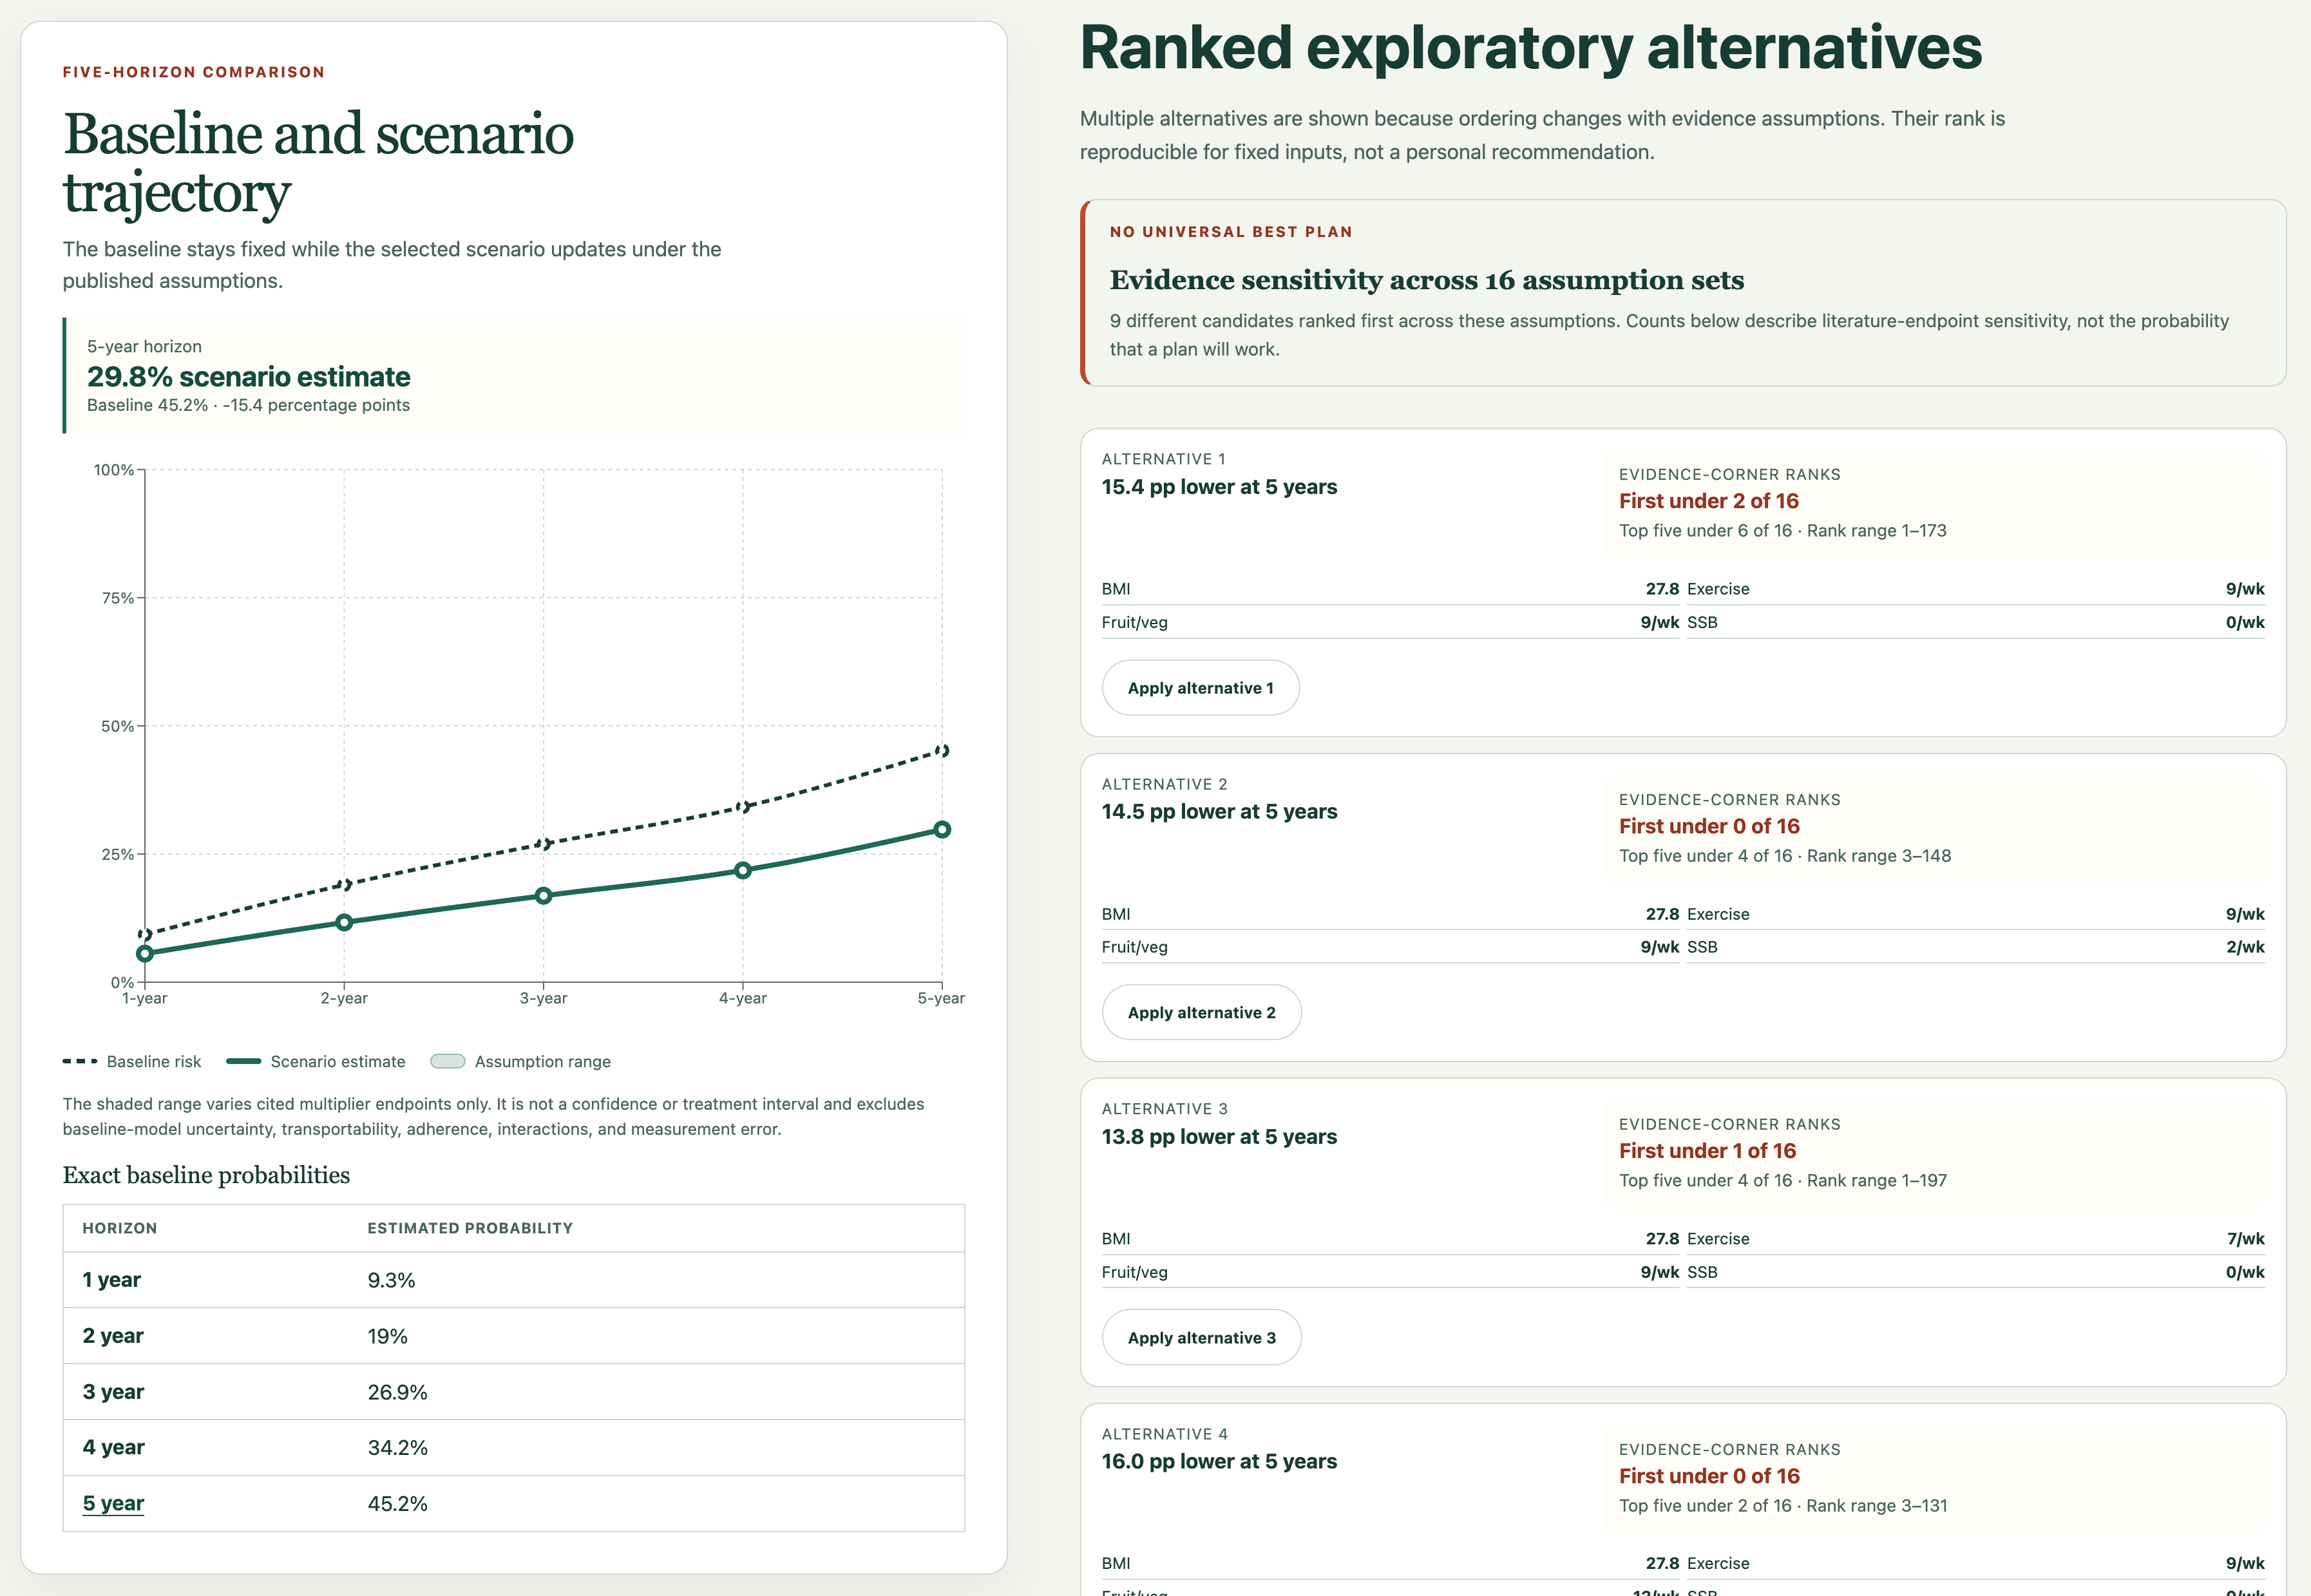 FIVE-HORIZON COMPARISON
Baseline and scenario
trajectory
The baseline stays fixed while the selected scenario updates under the
published assumptions.
5-year horizon
29.8% scenario estimate
Baseline 45.2% · -15.4 percentage points
100%
75%
50%
25%
0%
1-year 2-year 3-year 4-year 5-year
Baseline risk Scenario estimate Assumption range
The shaded range varies cited multiplier endpoints only. It is not a confidence or treatment interval and excludes
baseline-model uncertainty, transportability, adherence, interactions, and measurement error.
Exact baseline probabilities
HORIZON ESTIMATED PROBABILITY
1 year 9.3%
2 year 19%
3 year 26.9%
4 year 34.2%
5 year 45.2%
Ranked exploratory alternatives
Multiple alternatives are shown because ordering changes with evidence assumptions. Their rank is
reproducible for fixed inputs, not a personal recommendation.
NO UNIVERSAL BEST PLAN
Evidence sensitivity across 16 assumption sets
9 different candidates ranked first across these assumptions. Counts below describe literature-endpoint sensitivity, not the probability
that a plan will work.
ALTERNATIVE 1
15.4 pp lower at 5 years
EVIDENCE-CORNER RANKS
First under 2 of 16
Top five under 6 of 16 · Rank range 1–173
BMI 27.8 Exercise 9/wk
Fruit/veg 9/wk SSB 0/wk
Apply alternative 1
ALTERNATIVE 2
14.5 pp lower at 5 years
EVIDENCE-CORNER RANKS
First under 0 of 16
Top five under 4 of 16 · Rank range 3–148
BMI 27.8 Exercise 9/wk
Fruit/veg 9/wk SSB 2/wk
Apply alternative 2
ALTERNATIVE 3
13.8 pp lower at 5 years
EVIDENCE-CORNER RANKS
First under 1 of 16
Top five under 4 of 16 · Rank range 1–197
BMI 27.8 Exercise 7/wk
Fruit/veg 9/wk SSB 0/wk
Apply alternative 3
ALTERNATIVE 4
16.0 pp lower at 5 years
EVIDENCE-CORNER RANKS
First under 0 of 16
Top five under 2 of 16 · Rank range 3–131
BMI 27.8 Exercise 9/wk
Fruit/veg 12/wk SSB 0/wk